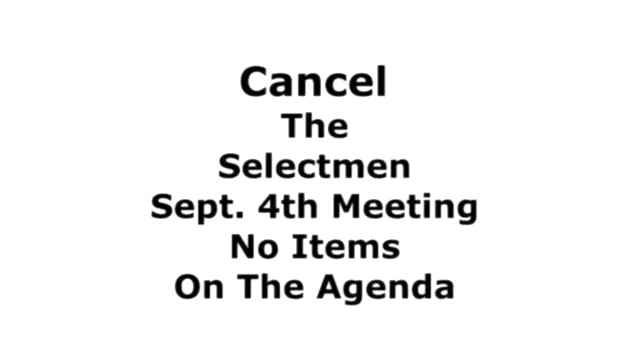 Cancel
The
Selectmen
Sept. 4th Meeting
No Items
On The Agenda